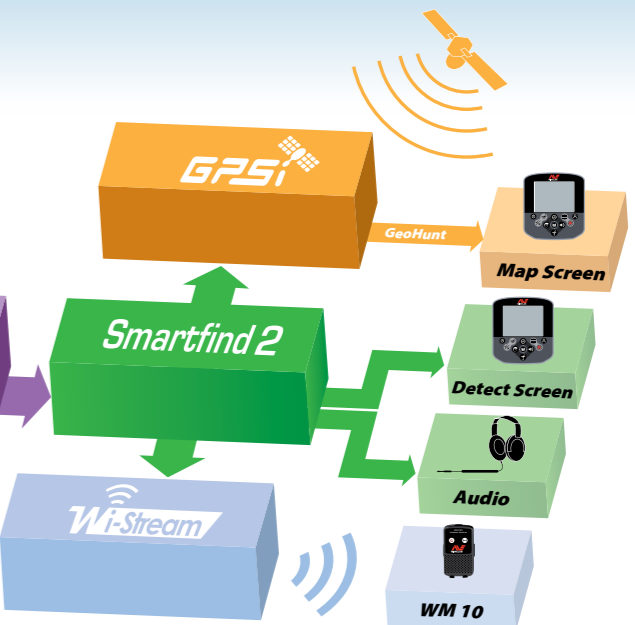 GPSi
GeoHunt
Map Screen
Smartfind 2
Detect Screen
Audio
Wi-Stream
WM 10